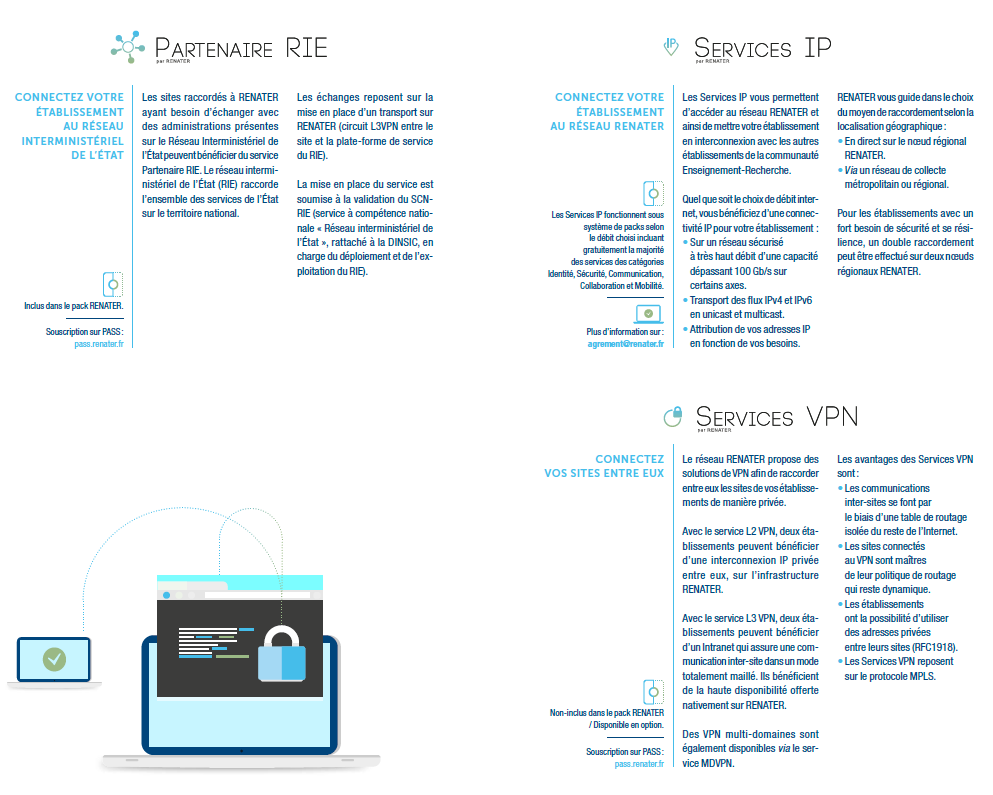 PARTENAIRE RIE
par RENATER
CONNECTEZ VOTRE
ÉTABLISSEMENT
AU RÉSEAU
INTERMINISTÉRIEL
DE L'ÉTAT
Inclus dans le pack RENATER.
Souscription sur PASS :
pass.renater.fr
Les sites raccordés à RENATER
ayant besoin d'échanger avec
des administrations présentes
sur le Réseau Interministériel de
l'État peuvent bénéficier du service
Partenaire RIE. Le réseau intermi-
nistériel de l'État (RIE) raccorde
l'ensemble des services de l'État
sur le territoire national.
Les échanges reposent sur la
mise en place d'un transport sur
RENATER (circuit L3VPN entre le
site et la plate-forme de service
du RIE).
La mise en place du service est
soumise à la validation du SCN-
RIE (service à compétence natio-
nale « Réseau interministériel de
l'État », rattaché à la DINSIC, en
charge du déploiement et de l'ex-
ploitation du RIE).
IP
SERVICES IP
par RENATER
CONNECTEZ VOTRE
ÉTABLISSEMENT
AU RÉSEAU RENATER
Les Services IP fonctionnent sous
système de packs selon
le débit choisi incluant
gratuitement la majorité
des services des catégories
Identité, Sécurité, Communication,
Collaboration et Mobilité.
Plus d'information sur :
agrement@renater.fr
Les Services IP vous permettent
d'accéder au réseau RENATER et
ainsi de mettre votre établissement
en interconnexion avec les autres
établissements de la communauté
Enseignement-Recherche.
Quel que soit le choix de débit inter-
net, vous bénéficiez d'une connec-
tivité IP pour votre établissement :
• Sur un réseau sécurisé
à très haut débit d'une capacité
dépassant 100 Gb/s sur
certains axes.
• Transport des flux IPv4 et IPv6
en unicast et multicast.
• Attribution de vos adresses IP
en fonction de vos besoins.
RENATER vous guide dans le choix
du moyen de raccordement selon la
localisation géographique :
• En direct sur le nœud régional
RENATER.
• Via un réseau de collecte
métropolitain ou régional.
Pour les établissements avec un
fort besoin de sécurité et se rési-
lience, un double raccordement
peut être effectué sur deux nœuds
régionaux RENATER.
SERVICES VPN
par RENATER
CONNECTEZ
VOS SITES ENTRE EUX
Non-inclus dans le pack RENATER
/ Disponible en option.
Souscription sur PASS :
pass.renater.fr
Le réseau RENATER propose des
solutions de VPN afin de raccorder
entre eux les sites de vos établisse-
ments de manière privée.
Avec le service L2 VPN, deux éta-
blissements peuvent bénéficier
d'une interconnexion IP privée
entre eux, sur l'infrastructure
RENATER.
Avec le service L3 VPN, deux éta-
blissements peuvent bénéficier
d'un Intranet qui assure une com-
munication inter-site dans un mode
totalement maillé. Ils bénéficient
de la haute disponibilité offerte
nativement sur RENATER.
Des VPN multi-domaines sont
également disponibles via le ser-
vice MDVPN.
Les avantages des Services VPN
sont :
• Les communications
inter-sites se font par
le biais d'une table de routage
isolée du reste de l'Internet.
• Les sites connectés
au VPN sont maîtres
de leur politique de routage
qui reste dynamique.
• Les établissements
ont la possibilité d'utiliser
des adresses privées
entre leurs sites (RFC1918).
• Les Services VPN reposent
sur le protocole MPLS.